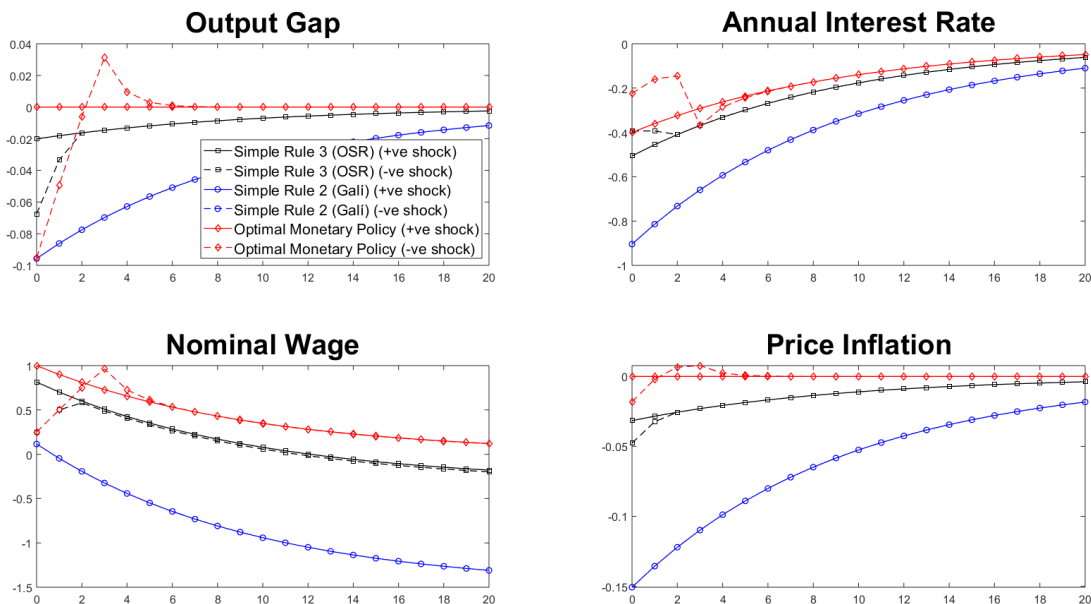 Output Gap
0.04
0.02
0
-0.02
-0.04
-0.06
-0.08
-0.1
0 2 4 6 8 10 12 14 16 18 20
Simple Rule 3 (OSR) (+ve shock)
Simple Rule 3 (OSR) (-ve shock)
Simple Rule 2 (Galí) (+ve shock)
Simple Rule 2 (Galí) (-ve shock)
Optimal Monetary Policy (+ve shock)
Optimal Monetary Policy (-ve shock)
Annual Interest Rate
0
-0.2
-0.4
-0.6
-0.8
-1
0 2 4 6 8 10 12 14 16 18 20
Nominal Wage
1
0.5
0
-0.5
-1
-1.5
0 2 4 6 8 10 12 14 16 18 20
Price Inflation
0
-0.05
-0.1
-0.15
0 2 4 6 8 10 12 14 16 18 20